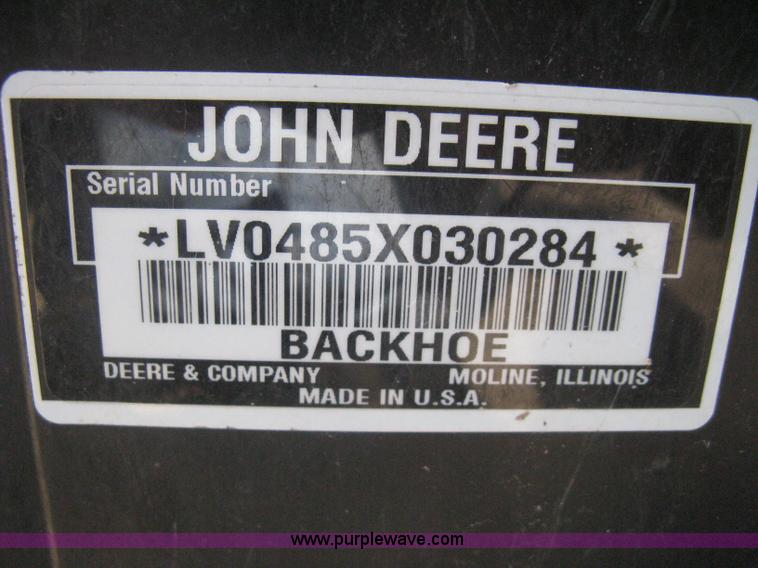 JOHN DEERE
Serial Number
*LV0485X030284*
BACKHOE
DEERE & COMPANY MOLINE, ILLINOIS
MADE IN U.S.A.
www.purplewave.com